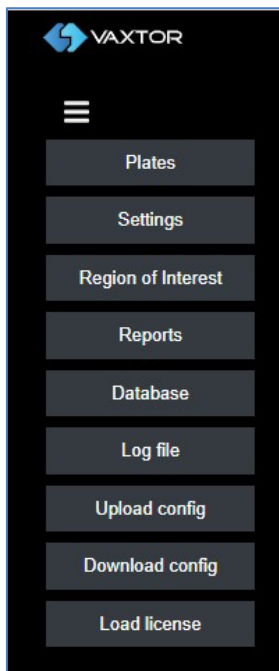 VAXTOR
Plates
Settings
Region of Interest
Reports
Database
Log file
Upload config
Download config
Load license